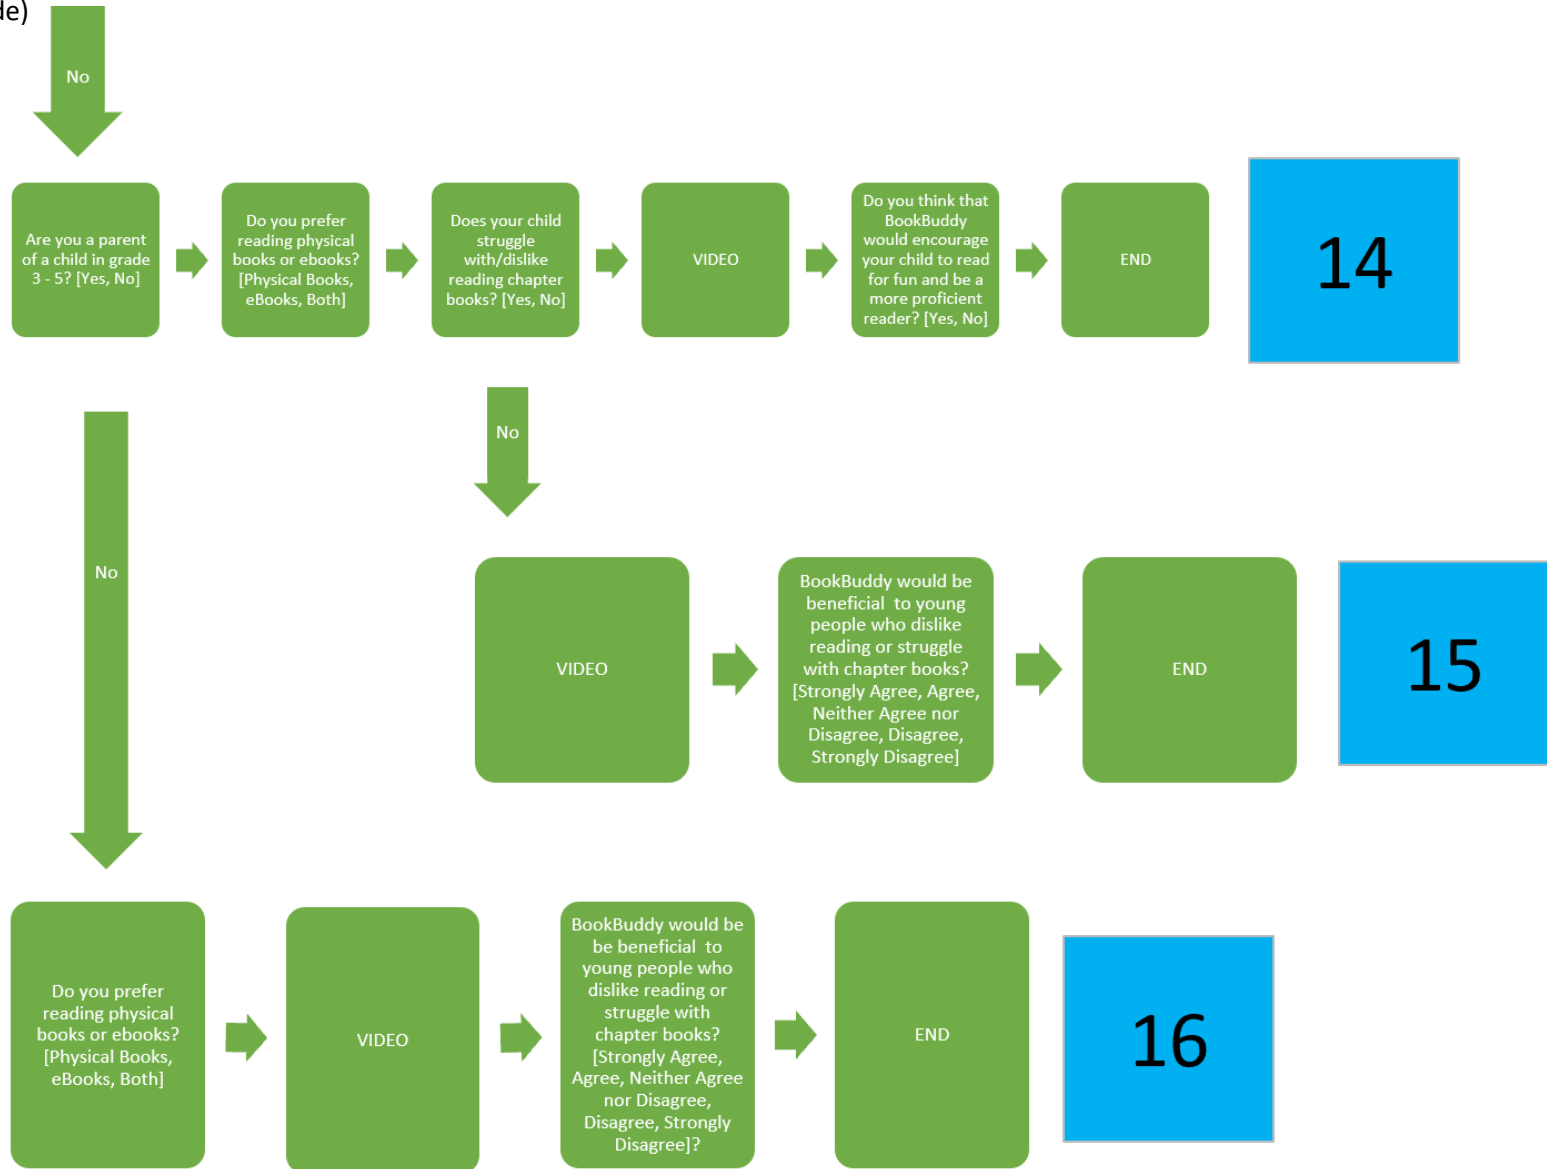 de)
No
Are you a parent
of a child in grade
3 - 5? [Yes, No]
Do you prefer
reading physical
books or ebooks?
[Physical Books,
eBooks, Both]
Does your child
struggle
with/dislike
reading chapter
books? [Yes, No]
VIDEO
Do you think that
BookBuddy
would encourage
your child to read
for fun and be a
more proficient
reader? [Yes, No]
END
14
No
No
VIDEO
BookBuddy would be
beneficial to young
people who dislike
reading or struggle
with chapter books?
[Strongly Agree, Agree,
Neither Agree nor
Disagree, Disagree,
Strongly Disagree]
END
15
Do you prefer
reading physical
books or ebooks?
[Physical Books,
eBooks, Both]
VIDEO
BookBuddy would be
be beneficial to
young people who
dislike reading or
struggle with
chapter books?
[Strongly Agree,
Agree, Neither Agree
nor Disagree,
Disagree, Strongly
Disagree]?
END
16